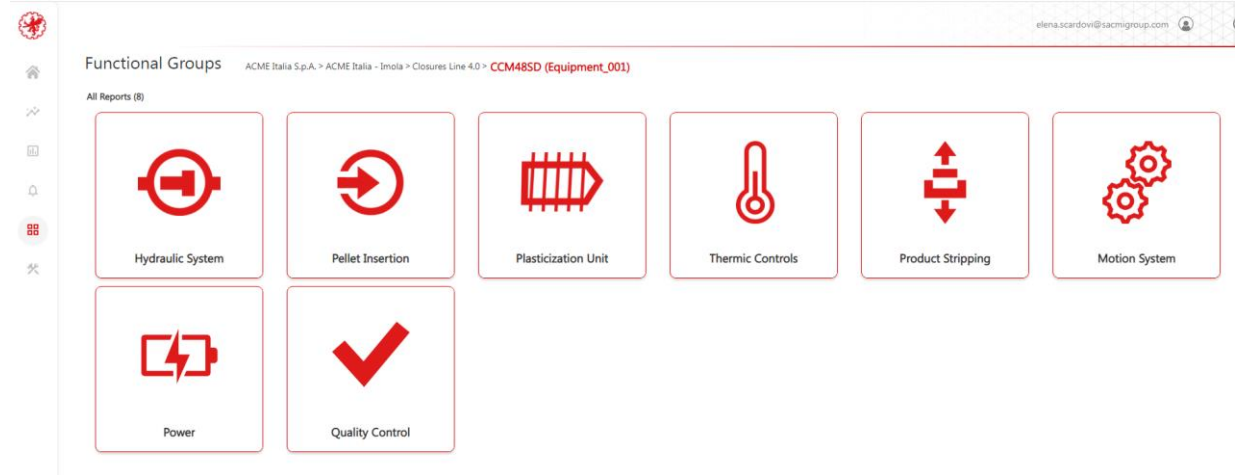 elena.scardovi@sacmigroup.com
Functional Groups ACME Italia S.p.A. > ACME Italia - Imola > Closures Line 4.0 > CCM48SD (Equipment_001)
All Reports (8)
Hydraulic System Pellet Insertion Plasticization Unit Thermic Controls Product Stripping Motion System
Power Quality Control